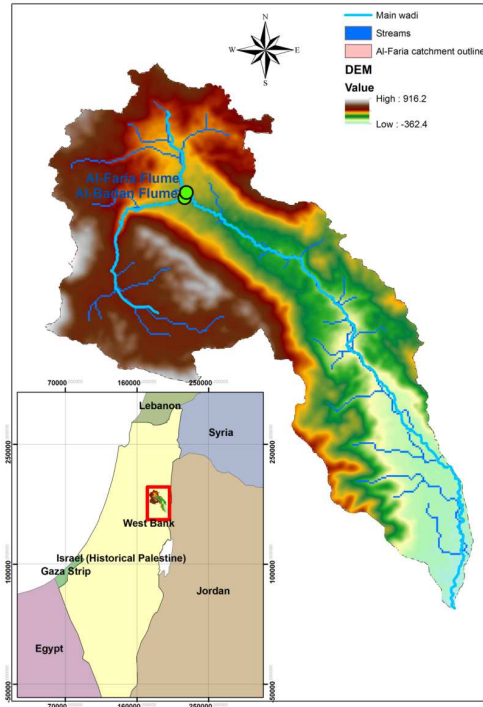 N
W E
S
Main wadi
Streams
Al-Faria catchment outline
DEM
Value
High : 916.2
Low : -362.4
Al-Faria Flume
Al-Badan Flume
70000 160000 250000
Lebanon
Syria
250000 250000
West Bank
Israel (Historical Palestine)
100000 100000
Gaza Strip
Jordan
Egypt
-50000 -50000
70000 160000 250000